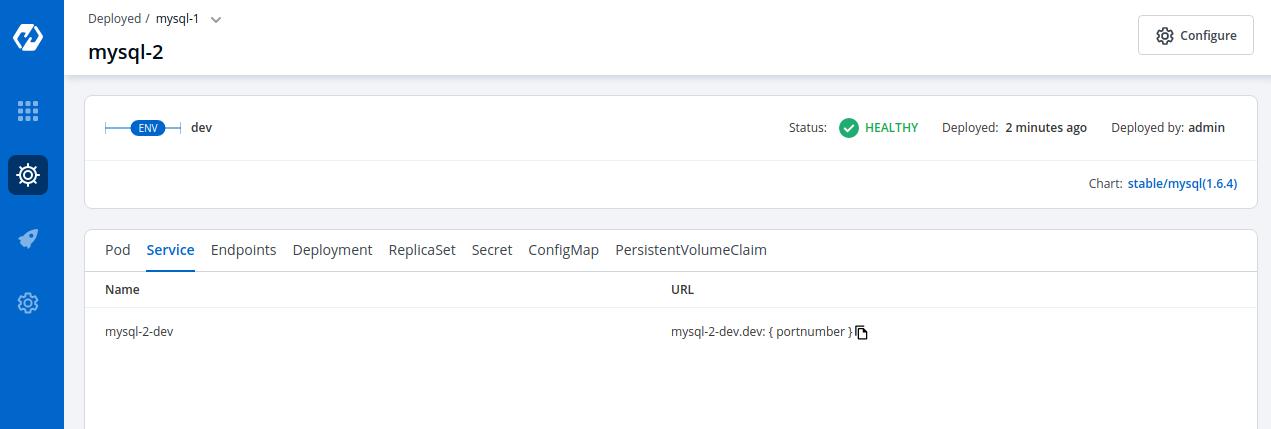 Deployed / mysql-1
mysql-2
Configure
ENV dev
Status: HEALTHY Deployed: 2 minutes ago Deployed by: admin
Chart: stable/mysql(1.6.4)
Pod Service Endpoints Deployment ReplicaSet Secret ConfigMap PersistentVolumeClaim
Name URL
mysql-2-dev mysql-2-dev.dev: { portnumber }